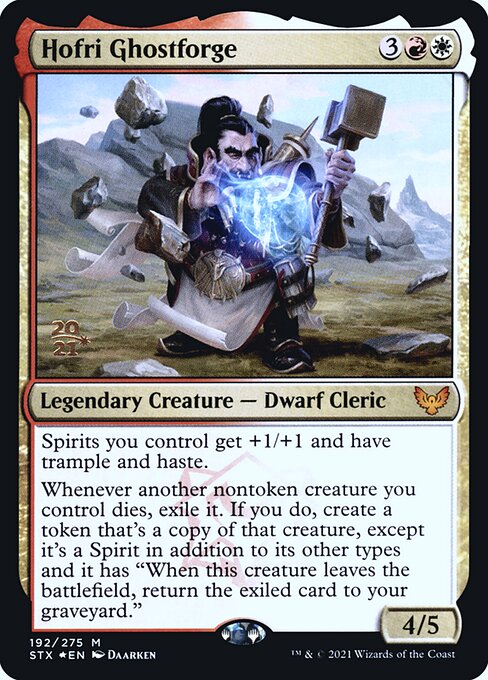 Hofri Ghostforge
3
20
21
Legendary Creature — Dwarf Cleric
Spirits you control get +1/+1 and have
trample and haste.
Whenever another nontoken creature you
control dies, exile it. If you do, create a
token that's a copy of that creature, except
it's a Spirit in addition to its other types
and it has “When this creature leaves the
battlefield, return the exiled card to your
graveyard.”
4/5
192/275 M
STX ★ EN Daarken
™ & © 2021 Wizards of the Coast